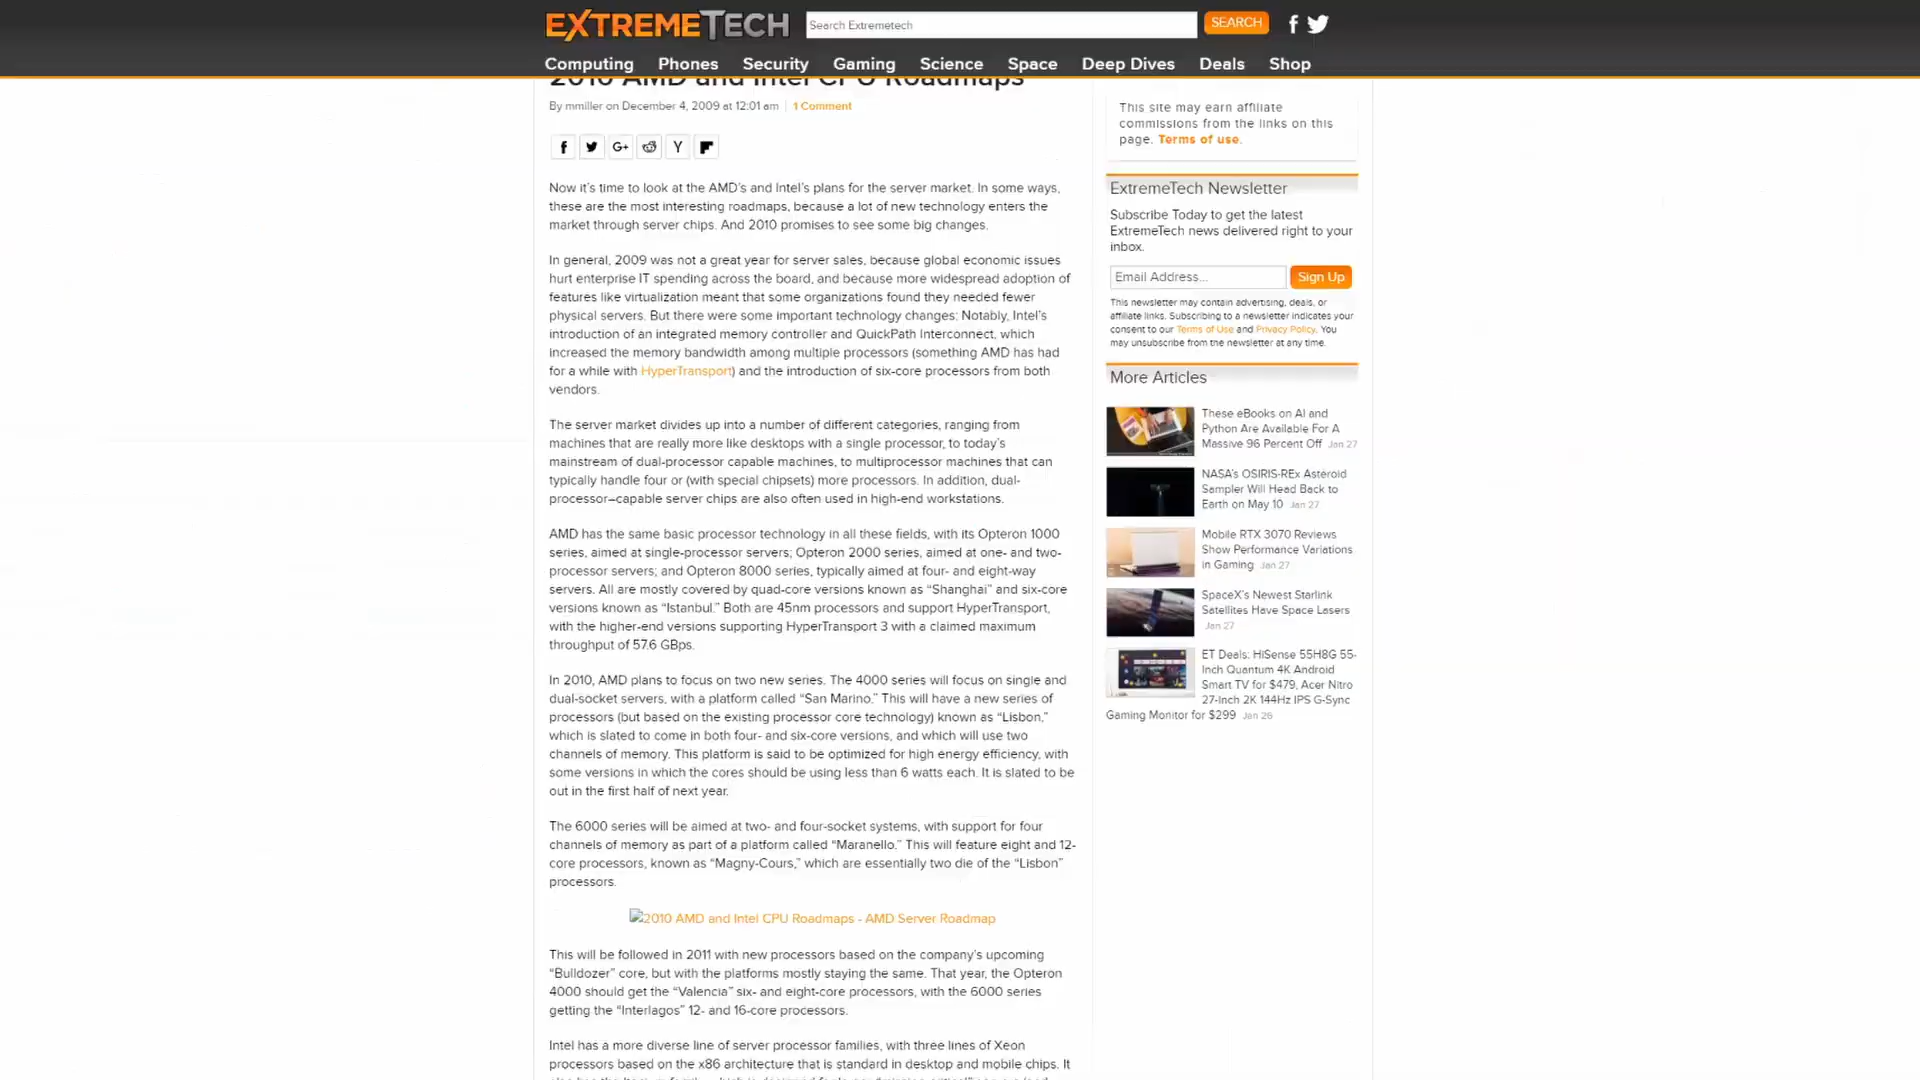 EXTREMETECH
Search Extremetech
SEARCH
Computing Phones Security Gaming Science Space Deep Dives Deals Shop
2010 AMD and Intel CPU Roadmaps
By mmiller on December 4, 2009 at 12:01 am | 1 Comment
Now it's time to look at the AMD's and Intel's plans for the server market. In some ways,
these are the most interesting roadmaps, because a lot of new technology enters the
market through server chips. And 2010 promises to see some big changes.
In general, 2009 was not a great year for server sales, because global economic issues
hurt enterprise IT spending across the board, and because more widespread adoption of
features like virtualization meant that some organizations found they needed fewer
physical servers. But there were some important technology changes: Notably, Intel's
introduction of an integrated memory controller and QuickPath Interconnect, which
increased the memory bandwidth among multiple processors (something AMD has had
for a while with HyperTransport) and the introduction of six-core processors from both
vendors.
The server market divides up into a number of different categories, ranging from
machines that are really more like desktops with a single processor, to today's
mainstream of dual-processor capable machines, to multiprocessor machines that can
typically handle four or (with special chipsets) more processors. In addition, dual-
processor–capable server chips are also often used in high-end workstations.
AMD has the same basic processor technology in all these fields, with its Opteron 1000
series, aimed at single-processor servers; Opteron 2000 series, aimed at one- and two-
processor servers; and Opteron 8000 series, typically aimed at four- and eight-way
servers. All are mostly covered by quad-core versions known as “Shanghai” and six-core
versions known as “Istanbul.” Both are 45nm processors and support HyperTransport,
with the higher-end versions supporting HyperTransport 3 with a claimed maximum
throughput of 57.6 GBps.
In 2010, AMD plans to focus on two new series. The 4000 series will focus on single and
dual-socket servers, with a platform called “San Marino.” This will have a new series of
processors (but based on the existing processor core technology) known as “Lisbon,”
which is slated to come in both four- and six-core versions, and which will use two
channels of memory. This platform is said to be optimized for high energy efficiency, with
some versions in which the cores should be using less than 6 watts each. It is slated to be
out in the first half of next year.
The 6000 series will be aimed at two- and four-socket systems, with support for four
channels of memory as part of a platform called “Maranello.” This will feature eight and 12-
core processors, known as “Magny-Cours,” which are essentially two die of the “Lisbon”
processors.
2010 AMD and Intel CPU Roadmaps - AMD Server Roadmap
This will be followed in 2011 with new processors based on the company's upcoming
“Bulldozer” core, but with the platforms mostly staying the same. That year, the Opteron
4000 should get the “Valencia” six- and eight-core processors, with the 6000 series
getting the “Interlagos” 12- and 16-core processors.
Intel has a more diverse line of server processor families, with three lines of Xeon
processors based on the x86 architecture that is standard in desktop and mobile chips. It
This site may earn affiliate
commissions from the links on this
page. Terms of use.
ExtremeTech Newsletter
Subscribe Today to get the latest
ExtremeTech news delivered right to your
inbox.
Email Address...
Sign Up
This newsletter may contain advertising, deals, or
affiliate links. Subscribing to a newsletter indicates your
consent to our Terms of Use and Privacy Policy. You
may unsubscribe from the newsletter at any time.
More Articles
These eBooks on AI and
Python Are Available For A
Massive 96 Percent Off Jan 27
NASA's OSIRIS-REx Asteroid
Sampler Will Head Back to
Earth on May 10 Jan 27
Mobile RTX 3070 Reviews
Show Performance Variations
in Gaming Jan 27
SpaceX's Newest Starlink
Satellites Have Space Lasers
Jan 27
ET Deals: HiSense 55H8G 55-
Inch Quantum 4K Android
Smart TV for $479, Acer Nitro
27-Inch 2K 144Hz IPS G-Sync
Gaming Monitor for $299 Jan 26